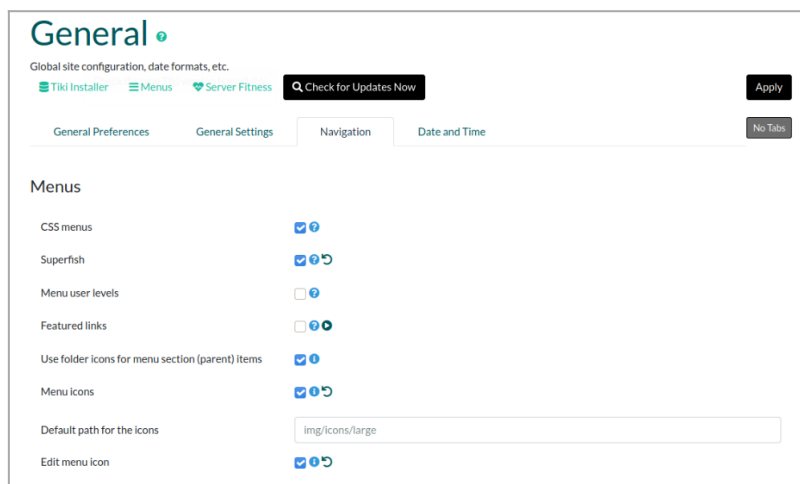 General
Global site configuration, date formats, etc.
Tiki Installer Menus Server Fitness Check for Updates Now Apply
General Preferences General Settings Navigation Date and Time No Tabs
Menus
CSS menus
Superfish
Menu user levels
Featured links
Use folder icons for menu section (parent) items
Menu icons
Default path for the icons img/icons/large
Edit menu icon